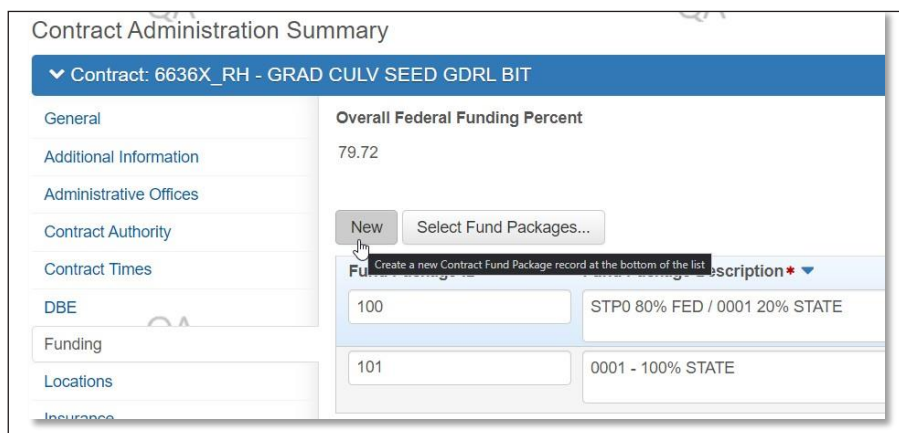 Contract Administration Summary
Contract: 6636X_RH - GRAD CULV SEED GDRL BIT
General
Additional Information
Administrative Offices
Contract Authority
Contract Times
DBE
Funding
Locations
Insurance
Overall Federal Funding Percent
79.72
New
Select Fund Packages...
Create a new Contract Fund Package record at the bottom of the list
Description*
100
STP0 80% FED / 0001 20% STATE
101
0001 - 100% STATE